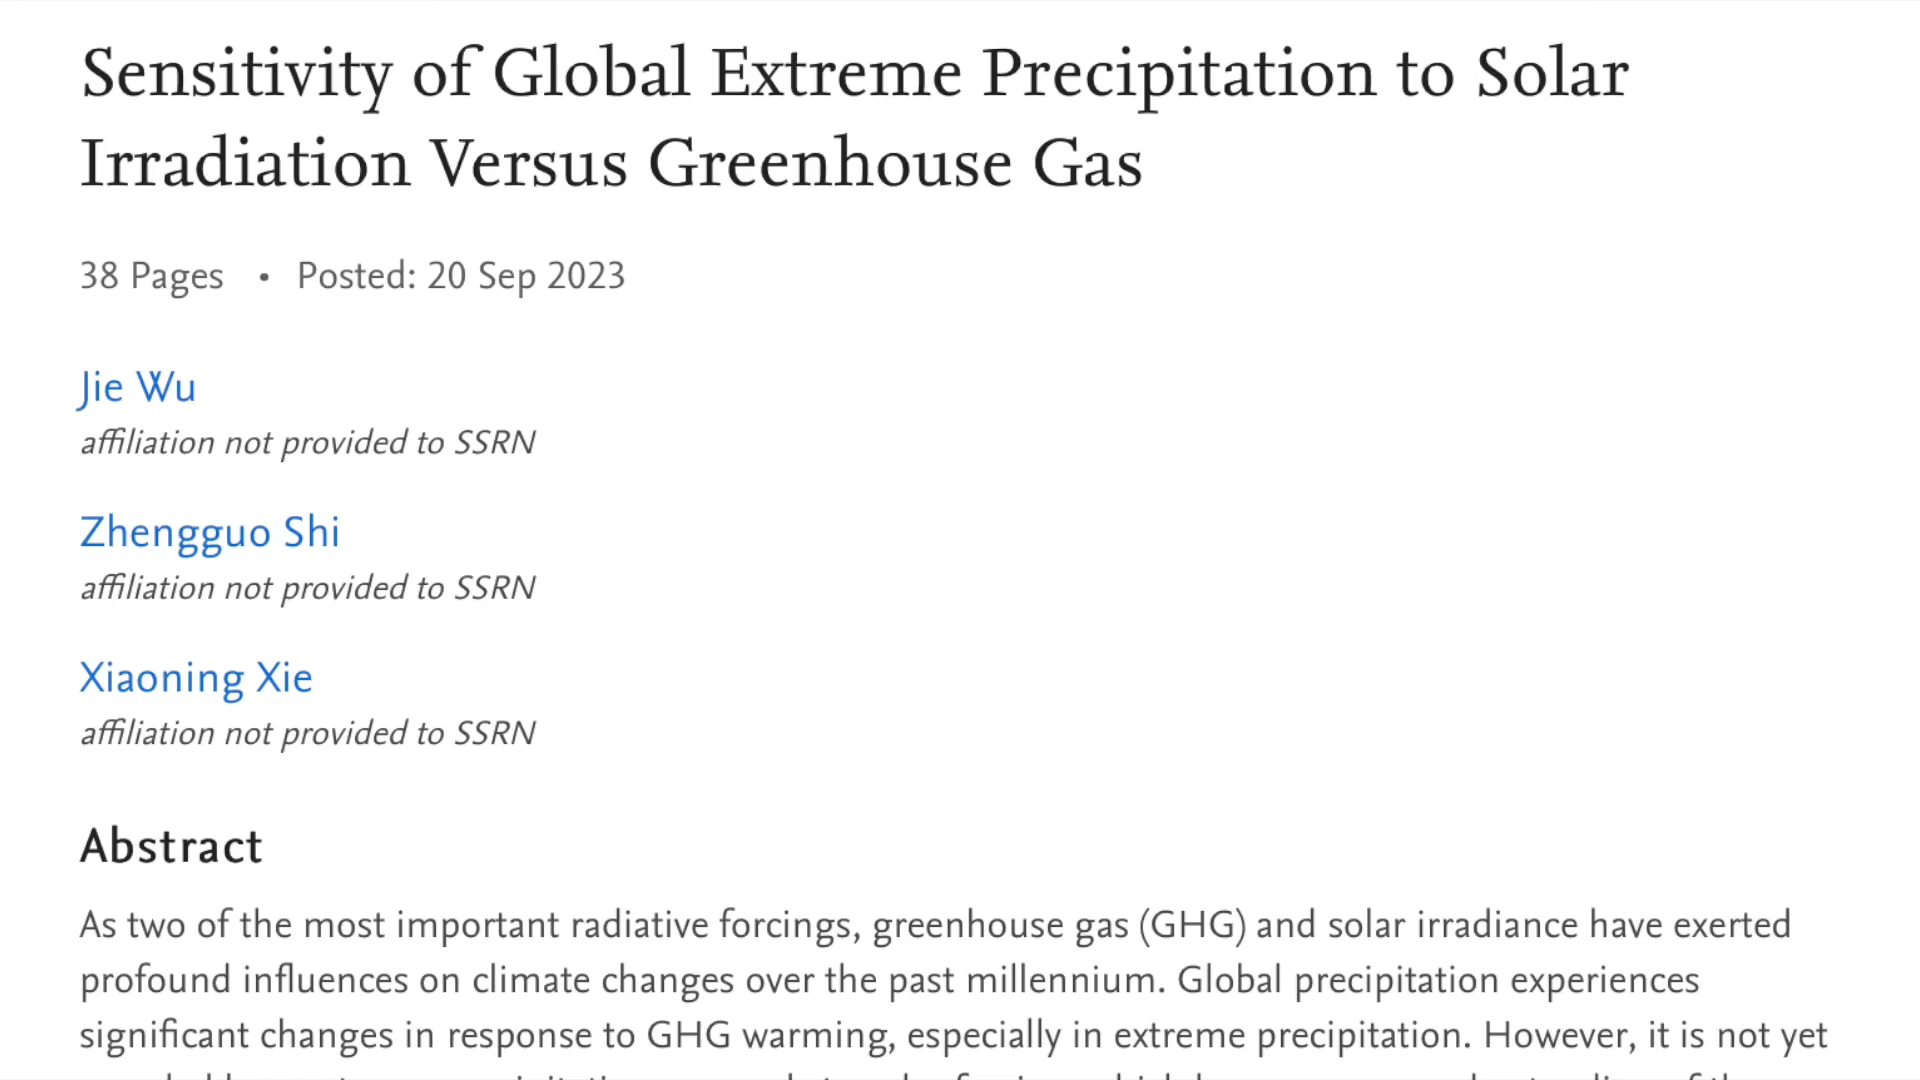 Sensitivity of Global Extreme Precipitation to Solar
Irradiation Versus Greenhouse Gas
38 Pages • Posted: 20 Sep 2023
Jie Wu
affiliation not provided to SSRN
Zhengguo Shi
affiliation not provided to SSRN
Xiaoning Xie
affiliation not provided to SSRN
Abstract
As two of the most important radiative forcings, greenhouse gas (GHG) and solar irradiance have exerted
profound influences on climate changes over the past millennium. Global precipitation experiences
significant changes in response to GHG warming, especially in extreme precipitation. However, it is not yet